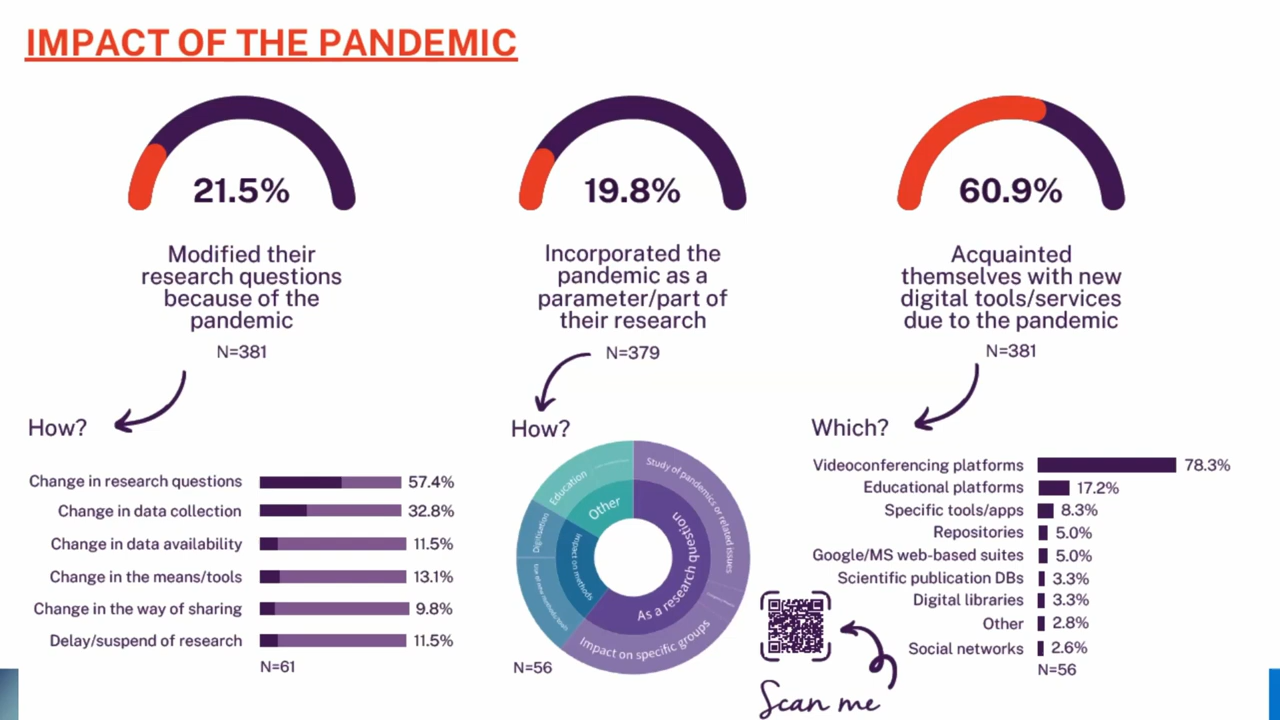 IMPACT OF THE PANDEMIC
21.5%
Modified their
research questions
because of the
pandemic
N=381
How?
Change in research questions 57.4%
Change in data collection 32.8%
Change in data availability 11.5%
Change in the means/tools 13.1%
Change in the way of sharing 9.8%
Delay/suspend of research 11.5%
N=61
19.8%
Incorporated the
pandemic as a
parameter/part of
their research
N=379
How?
Study of pandemics or related issues
As a research question
Impact on specific groups
Impact on methods
Digitisation
Other
Education
N=56
60.9%
Acquainted
themselves with new
digital tools/services
due to the pandemic
N=381
Which?
Videoconferencing platforms 78.3%
Educational platforms 17.2%
Specific tools/apps 8.3%
Repositories 5.0%
Google/MS web-based suites 5.0%
Scientific publication DBs 3.3%
Digital libraries 3.3%
Other 2.8%
Social networks 2.6%
N=56
Scan me